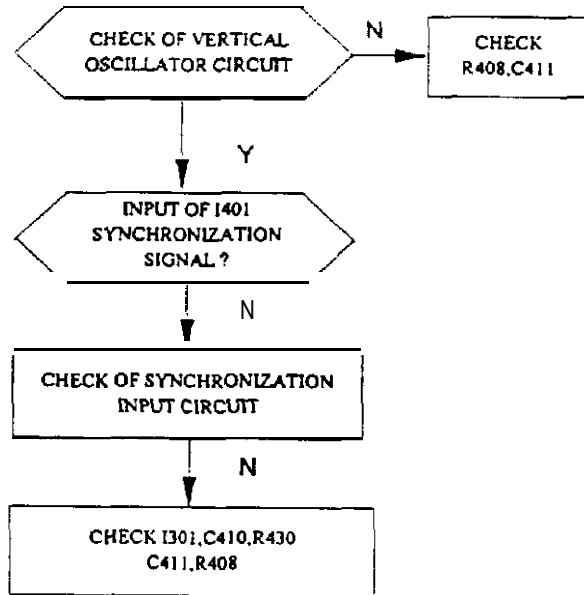 CHECK OF VERTICAL
OSCILLATOR CIRCUIT
N
CHECK
R408,C411
Y
INPUT OF I401
SYNCHRONIZATION
SIGNAL ?
N
CHECK OF SYNCHRONIZATION
INPUT CIRCUIT
N
CHECK I301,C410,R430
C411,R408